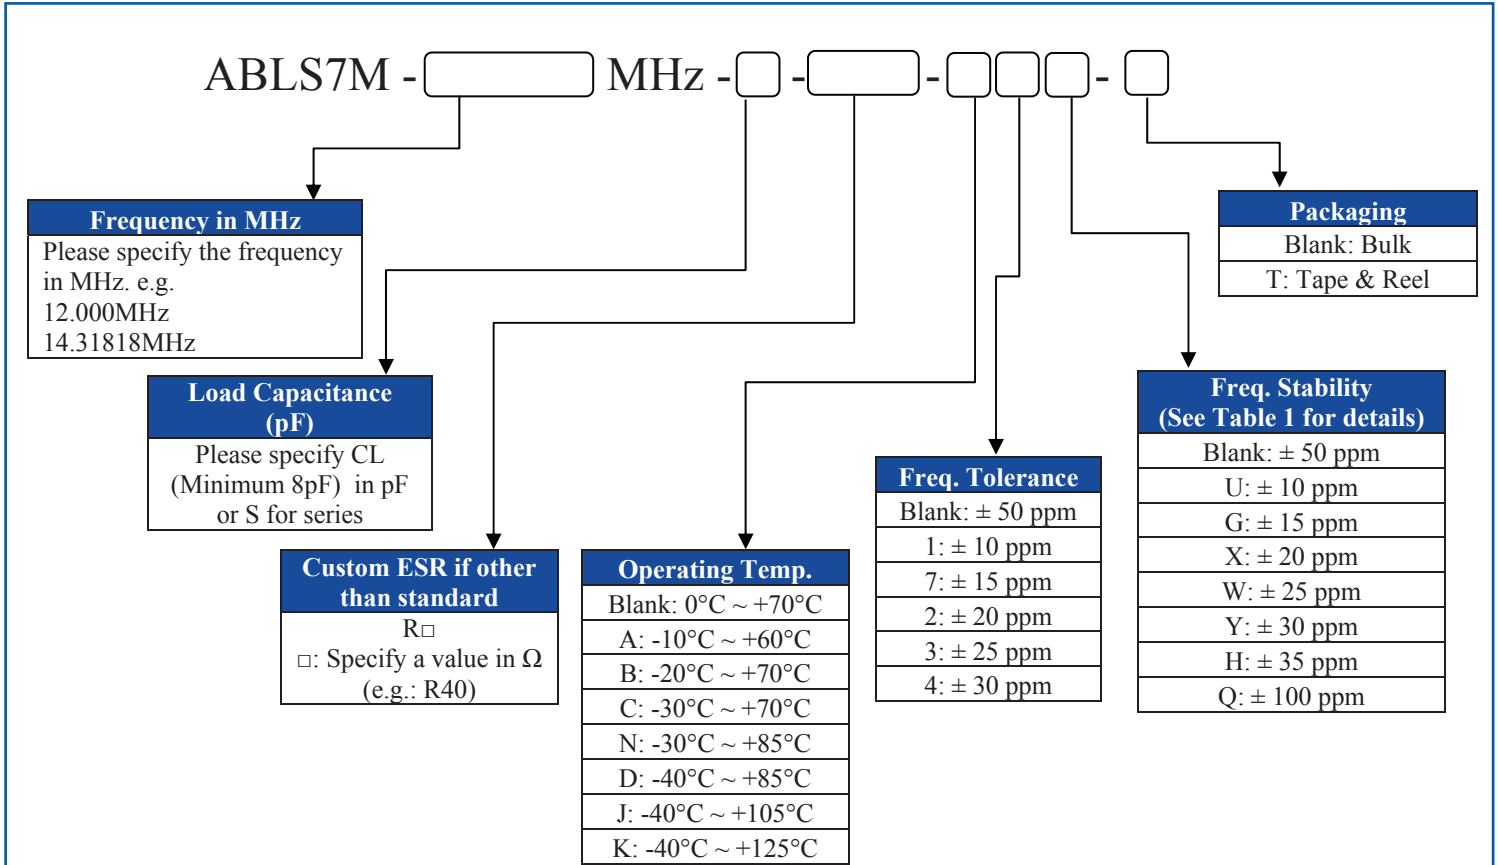 ABLS7M - MHz - - - -
Frequency in MHz
Please specify the frequency
in MHz. e.g.
12.000MHz
14.31818MHz
Load Capacitance
(pF)
Please specify CL
(Minimum 8pF) in pF
or S for series
Custom ESR if other
than standard
R□
□: Specify a value in Ω
(e.g.: R40)
Operating Temp.
Blank: 0°C ~ +70°C
A: -10°C ~ +60°C
B: -20°C ~ +70°C
C: -30°C ~ +70°C
N: -30°C ~ +85°C
D: -40°C ~ +85°C
J: -40°C ~ +105°C
K: -40°C ~ +125°C
Freq. Tolerance
Blank: ± 50 ppm
1: ± 10 ppm
7: ± 15 ppm
2: ± 20 ppm
3: ± 25 ppm
4: ± 30 ppm
Freq. Stability
(See Table 1 for details)
Blank: ± 50 ppm
U: ± 10 ppm
G: ± 15 ppm
X: ± 20 ppm
W: ± 25 ppm
Y: ± 30 ppm
H: ± 35 ppm
Q: ± 100 ppm
Packaging
Blank: Bulk
T: Tape & Reel